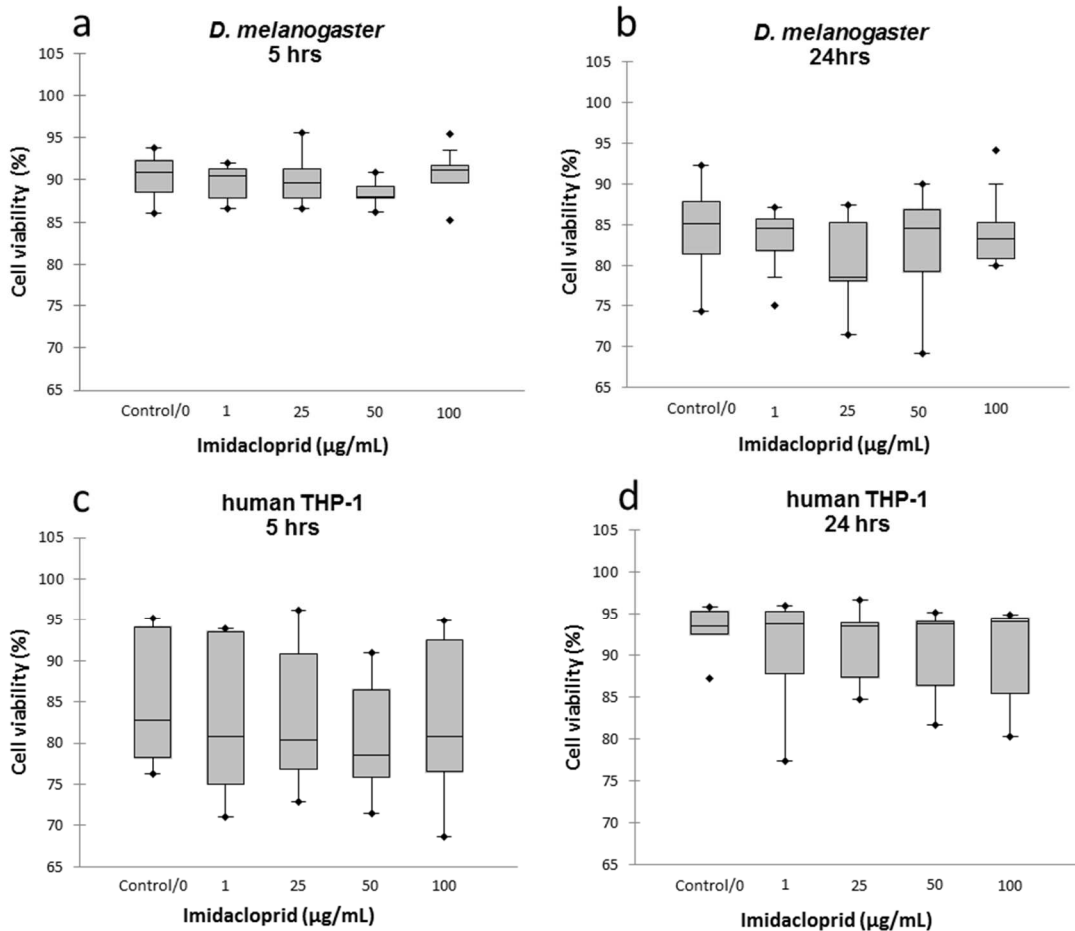 a
D. melanogaster
5 hrs
105
100
95
90
85
80
75
70
65
Cell viability (%)
Control/0 1 25 50 100
Imidacloprid (µg/mL)
b
D. melanogaster
24hrs
105
100
95
90
85
80
75
70
65
Cell viability (%)
Control/0 1 25 50 100
Imidacloprid (µg/mL)
c
human THP-1
5 hrs
105
100
95
90
85
80
75
70
65
Cell viability (%)
Control/0 1 25 50 100
Imidacloprid (µg/mL)
d
human THP-1
24 hrs
105
100
95
90
85
80
75
70
65
Cell viability (%)
Control/0 1 25 50 100
Imidacloprid (µg/mL)